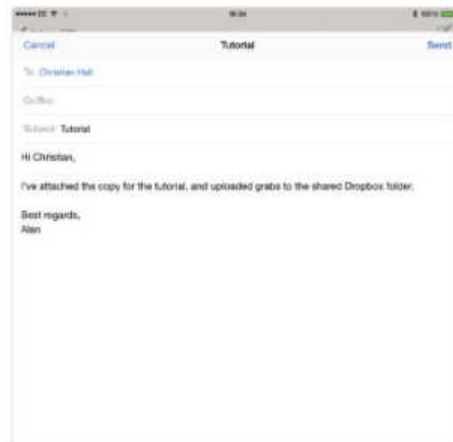 Cancel Tutorial Send
To: Christian Hall
Cc/Bcc:
Subject: Tutorial
Hi Christian,
I've attached the copy for the tutorial, and uploaded grabs to the shared Dropbox folder.
Best regards,
Alan